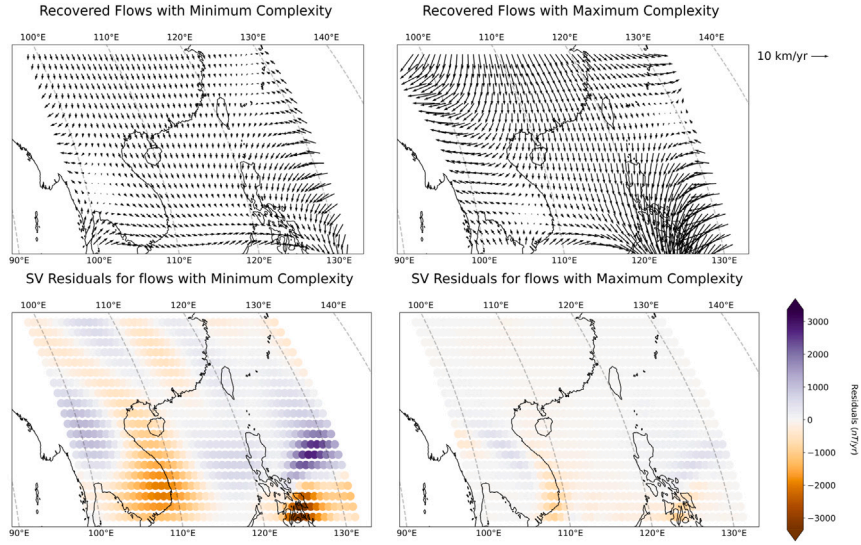 Recovered Flows with Minimum Complexity
Recovered Flows with Maximum Complexity
100°E 110°E 120°E 130°E 140°E
100°E 110°E 120°E 130°E 140°E
10 km/yr
90°E 100°E 110°E 120°E
90°E 100°E 110°E 120°E
SV Residuals for flows with Minimum Complexity
SV Residuals for flows with Maximum Complexity
100°E 110°E 120°E 130°E 140°E
100°E 110°E 120°E 130°E 140°E
3000
2000
1000
0
−1000
−2000
−3000
Residuals (nT/yr)
90°E 100°E 110°E 120°E 130°E
90°E 100°E 110°E 120°E 130°E